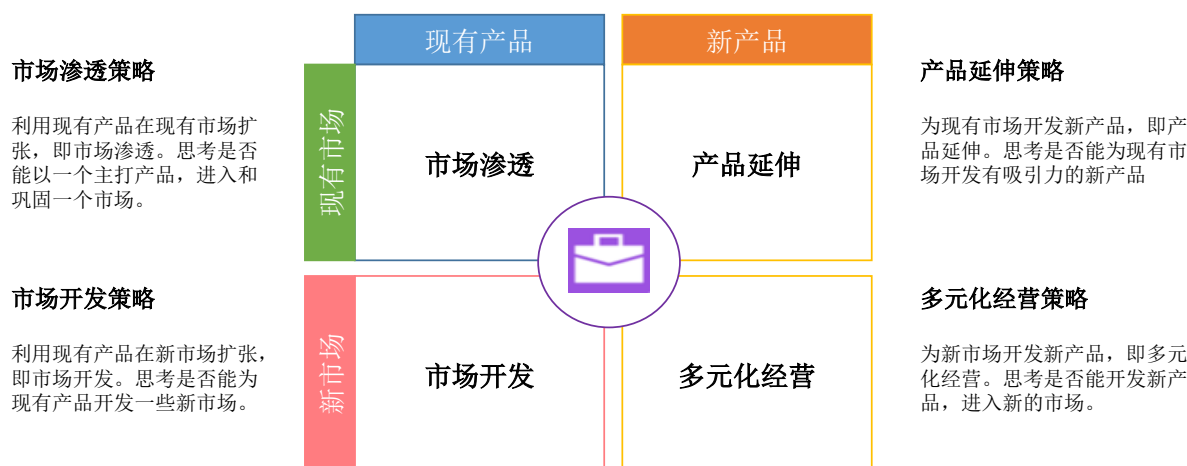 现有产品
新产品
市场渗透策略
利用现有产品在现有市场扩
张，即市场渗透。思考是否
能以一个主打产品，进入和
巩固一个市场。
现有市场
市场渗透
产品延伸
产品延伸策略
为现有市场开发新产品，即产
品延伸。思考是否能为现有市
场开发有吸引力的新产品
市场开发策略
利用现有产品在新市场扩张，
即市场开发。思考是否能为
现有产品开发一些新市场。
新市场
市场开发
多元化经营
多元化经营策略
为新市场开发新产品，即多元
化经营。思考是否能开发新产
品，进入新的市场。